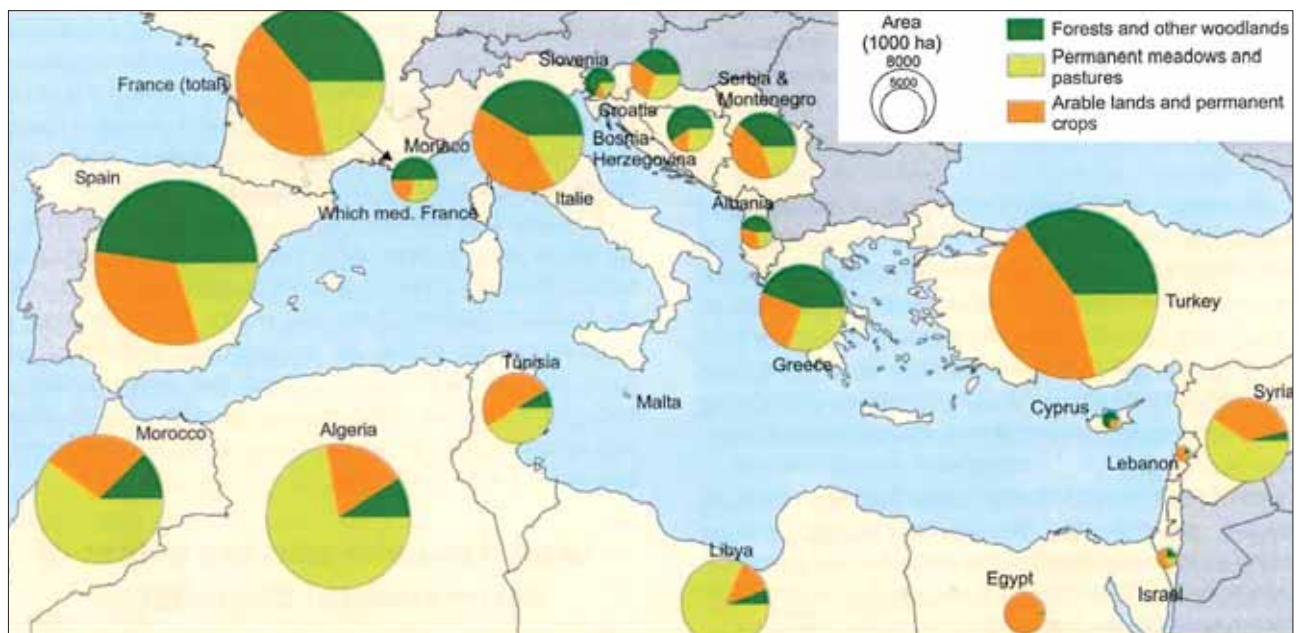 Area
(1000 ha)
8000
5000
Forests and other woodlands
Permanent meadows and
pastures
Arable lands and permanent
crops
France (total)
Slovenia
Croatia
Serbia &
Montenegro
Bosnia-
Herzegovina
Monaco
Which med. France
Italie
Spain
Albania
Greece
Turkey
Tunisia
Malta
Cyprus
Syria
Morocco
Algeria
Lebanon
Libya
Egypt
Israel